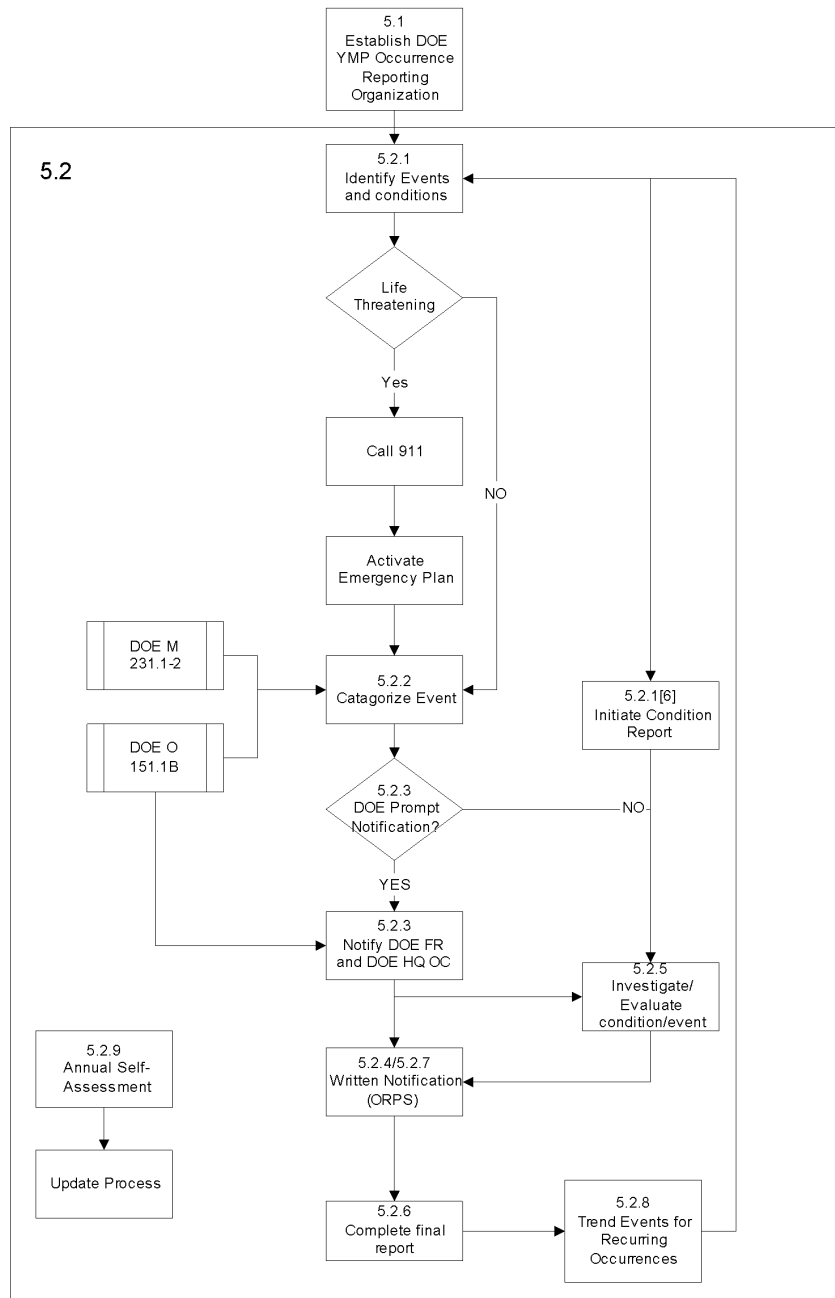 5.1
Establish DOE
YMP Occurrence
Reporting
Organization
5.2
5.2.1
Identify Events
and conditions
Life
Threatening
Yes
Call 911
NO
Activate
Emergency Plan
DOE M
231.1-2
5.2.2
Catagorize Event
5.2.1[6]
Initiate Condition
Report
DOE O
151.1B
5.2.3
DOE Prompt
Notification?
NO
YES
5.2.3
Notify DOE FR
and DOE HQ OC
5.2.5
Investigate/
Evaluate
condition/event
5.2.9
Annual Self-
Assessment
5.2.4/5.2.7
Written Notification
(ORPS)
Update Process
5.2.6
Complete final
report
5.2.8
Trend Events for
Recurring
Occurrences